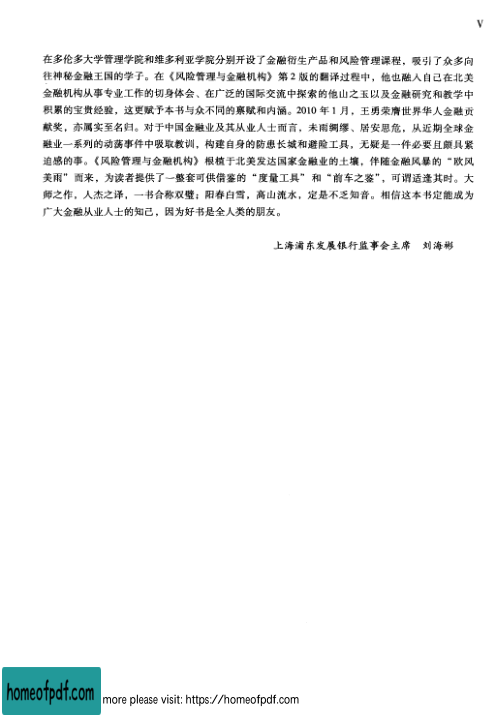 V
在多伦多大学管理学院和维多利亚学院分别开设了金融衍生产品和风险管理课程，吸引了众多向
往神秘金融王国的学子。在《风险管理与金融机构》第 2 版的翻译过程中，他也融入自己在北美
金融机构从事专业工作的切身体会、在广泛的国际交流中探索的他山之玉以及金融研究和教学中
积累的宝贵经验，这更赋予本书与众不同的禀赋和内涵。2010 年 1 月，王勇荣膺世界华人金融贡
献奖，亦属实至名归。对于中国金融业及其从业人士而言，未雨绸缪、居安思危，从近期全球金
融业一系列的动荡事件中吸取教训，构建自身的防患长城和避险工具，无疑是一件必要且颇具紧
迫感的事。《风险管理与金融机构》根植于北美发达国家金融业的土壤，伴随金融风暴的“欧风
美雨”而来，为读者提供了一整套可供借鉴的“度量工具”和“前车之鉴”，可谓适逢其时。大
师之作，人杰之译，一书合称双璧；阳春白雪，高山流水，定是不乏知音。相信这本书定能成为
广大金融从业人士的知己，因为好书是全人类的朋友。
上海浦东发展银行监事会主席 刘海彬
homeofpdf.com more please visit: https://homeofpdf.com